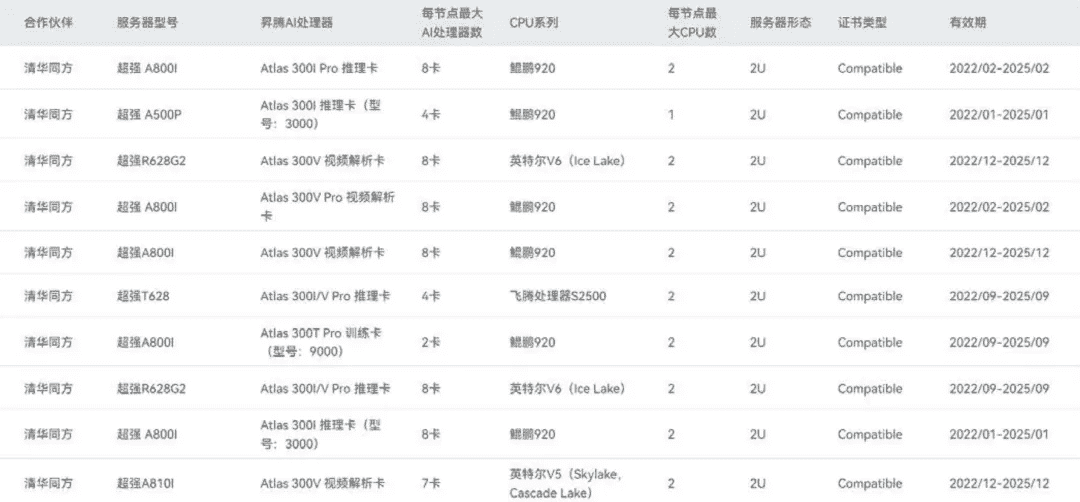 合作伙伴 服务器型号 昇腾AI处理器 每节点最大AI处理器数 CPU系列 每节点最大CPU数 服务器形态 证书类型 有效期
清华同方 超强 A800I Atlas 300I Pro 推理卡 8卡 鲲鹏920 2 2U Compatible 2022/02-2025/02
清华同方 超强 A500P Atlas 300I 推理卡（型号：3000） 4卡 鲲鹏920 1 2U Compatible 2022/01-2025/01
清华同方 超强R628G2 Atlas 300V 视频解析卡 8卡 英特尔V6（Ice Lake） 2 2U Compatible 2022/12-2025/12
清华同方 超强 A800I Atlas 300V Pro 视频解析卡 8卡 鲲鹏920 2 2U Compatible 2022/02-2025/02
清华同方 超强A800I Atlas 300V 视频解析卡 8卡 鲲鹏920 2 2U Compatible 2022/12-2025/12
清华同方 超强T628 Atlas 300I/V Pro 推理卡 4卡 飞腾处理器S2500 2 2U Compatible 2022/09-2025/09
清华同方 超强A800I Atlas 300T Pro 训练卡（型号：9000） 2卡 鲲鹏920 2 2U Compatible 2022/09-2025/09
清华同方 超强R628G2 Atlas 300I/V Pro 推理卡 8卡 英特尔V6（Ice Lake） 2 2U Compatible 2022/09-2025/09
清华同方 超强 A800I Atlas 300I 推理卡（型号：3000） 8卡 鲲鹏920 2 2U Compatible 2022/01-2025/01
清华同方 超强A810I Atlas 300V 视频解析卡 7卡 英特尔V5（Skylake, Cascade Lake） 2 2U Compatible 2022/12-2025/12